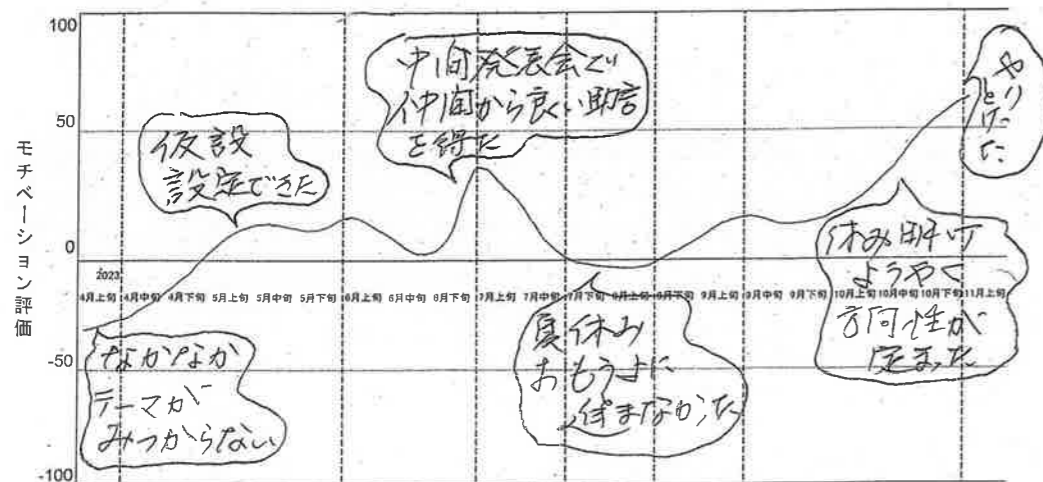 モチベーション評価
100
50
0
-50
-100
2023
4月上旬 4月中旬 4月下旬 5月上旬 5月中旬 5月下旬 6月上旬 6月中旬 6月下旬 7月上旬 7月中旬 7月下旬 8月上旬 8月下旬 9月上旬 9月中旬 9月下旬 10月上旬 10月中旬 10月下旬 11月上旬
なかなか
テーマが
みつからない
仮設
設定できた
中間発表会で
仲間から良い助言
を得た
夏休み
おもうように
進まなかった
休み明け
ようやく
方向性が
定まった
やり
とげた